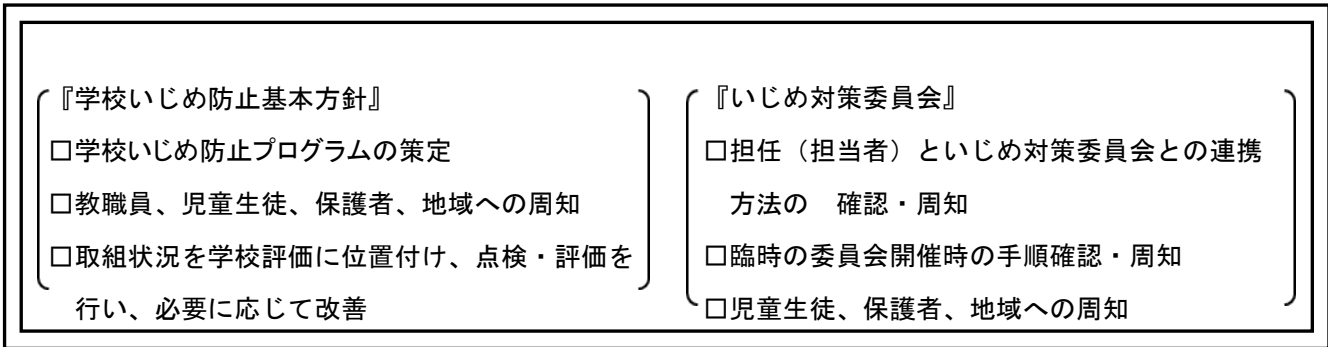 『学校いじめ防止基本方針』
□学校いじめ防止プログラムの策定
□教職員、児童生徒、保護者、地域への周知
□取組状況を学校評価に位置付け、点検・評価を
行い、必要に応じて改善
『いじめ対策委員会』
□担任（担当者）といじめ対策委員会との連携
方法の　確認・周知
□臨時の委員会開催時の手順確認・周知
□児童生徒、保護者、地域への周知